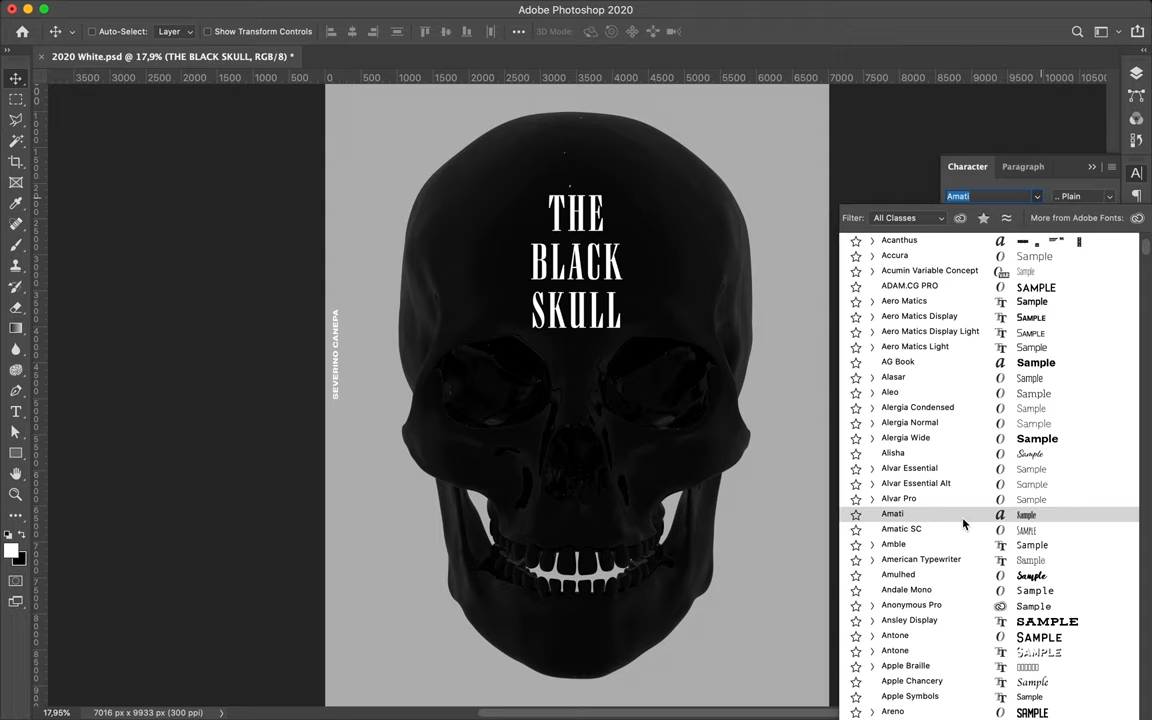 Adobe Photoshop 2020
Auto-Select: Layer Show Transform Controls 3D Mode:
2020 White.psd @ 17,9% (THE BLACK SKULL, RGB/8) *
3500 3000 2500 2000 1500 1000 500 0 500 1000 1500 2000 2500 3000 3500 4000 4500 5000 5500 6000 6500 7000 7500 8000 8500 9000 9500 10000 10500
THE
BLACK
SKULL
SEVERINO CANEPA
Character Paragraph
Amati .. Plain
Filter: All Classes More from Adobe Fonts:
Acanthus
Accura Sample
Acumin Variable Concept Sample
ADAM.CG PRO SAMPLE
Aero Matics Sample
Aero Matics Display SAMPLE
Aero Matics Display Light SAMPLE
Aero Matics Light Sample
AG Book Sample
Alasar Sample
Aleo Sample
Alergia Condensed Sample
Alergia Normal Sample
Alergia Wide Sample
Alisha Sample
Alvar Essential Sample
Alvar Essential Alt Sample
Alvar Pro Sample
Amati Sample
Amatic SC SAMPLE
Amble Sample
American Typewriter Sample
Amulhed Sample
Andale Mono Sample
Anonymous Pro Sample
Ansley Display SAMPLE
Antone SAMPLE
Antone SAMPLE
Apple Braille
Apple Chancery Sample
Apple Symbols Sample
Areno SAMPLE
17,95% 7016 px x 9933 px (300 ppi)